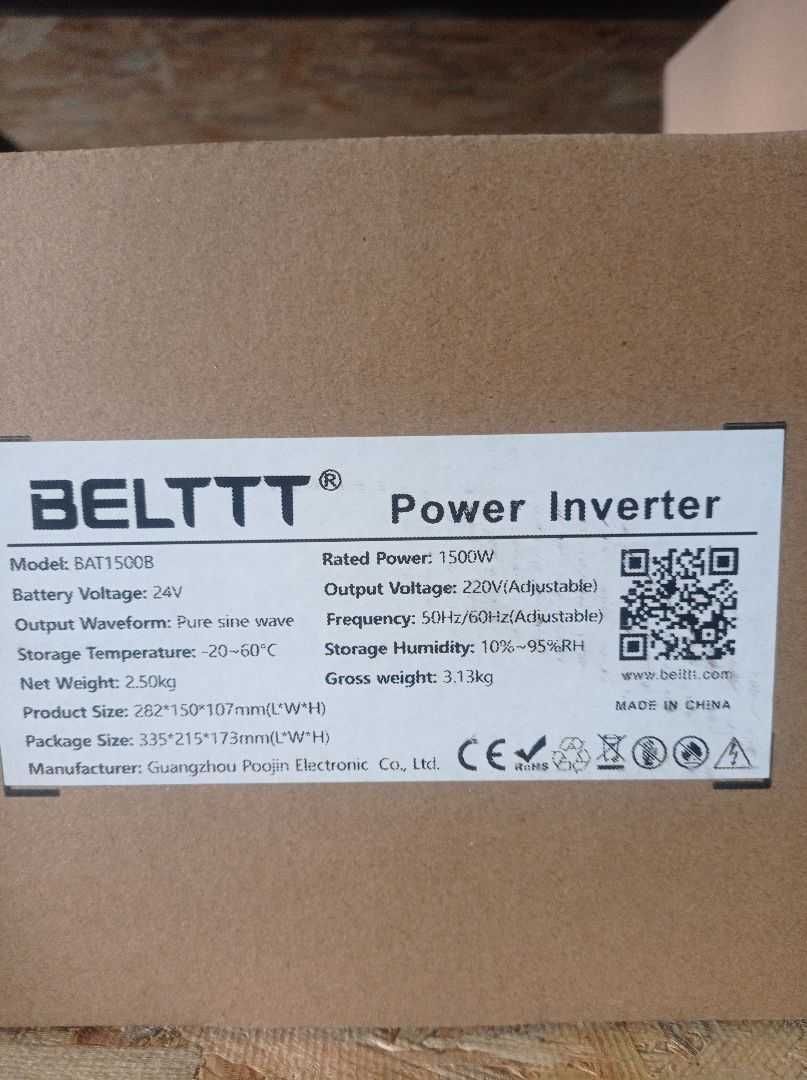 BELTTT®
Power Inverter
Model: BAT1500B
Battery Voltage: 24V
Output Waveform: Pure sine wave
Storage Temperature: -20~60°C
Net Weight: 2.50kg
Product Size: 282*150*107mm(L*W*H)
Package Size: 335*215*173mm(L*W*H)
Manufacturer: Guangzhou Poojin Electronic Co., Ltd.
Rated Power: 1500W
Output Voltage: 220V(Adjustable)
Frequency: 50Hz/60Hz(Adjustable)
Storage Humidity: 10%~95%RH
Gross weight: 3.13kg
www.beltti.com
MADE IN CHINA
CE
RoHS